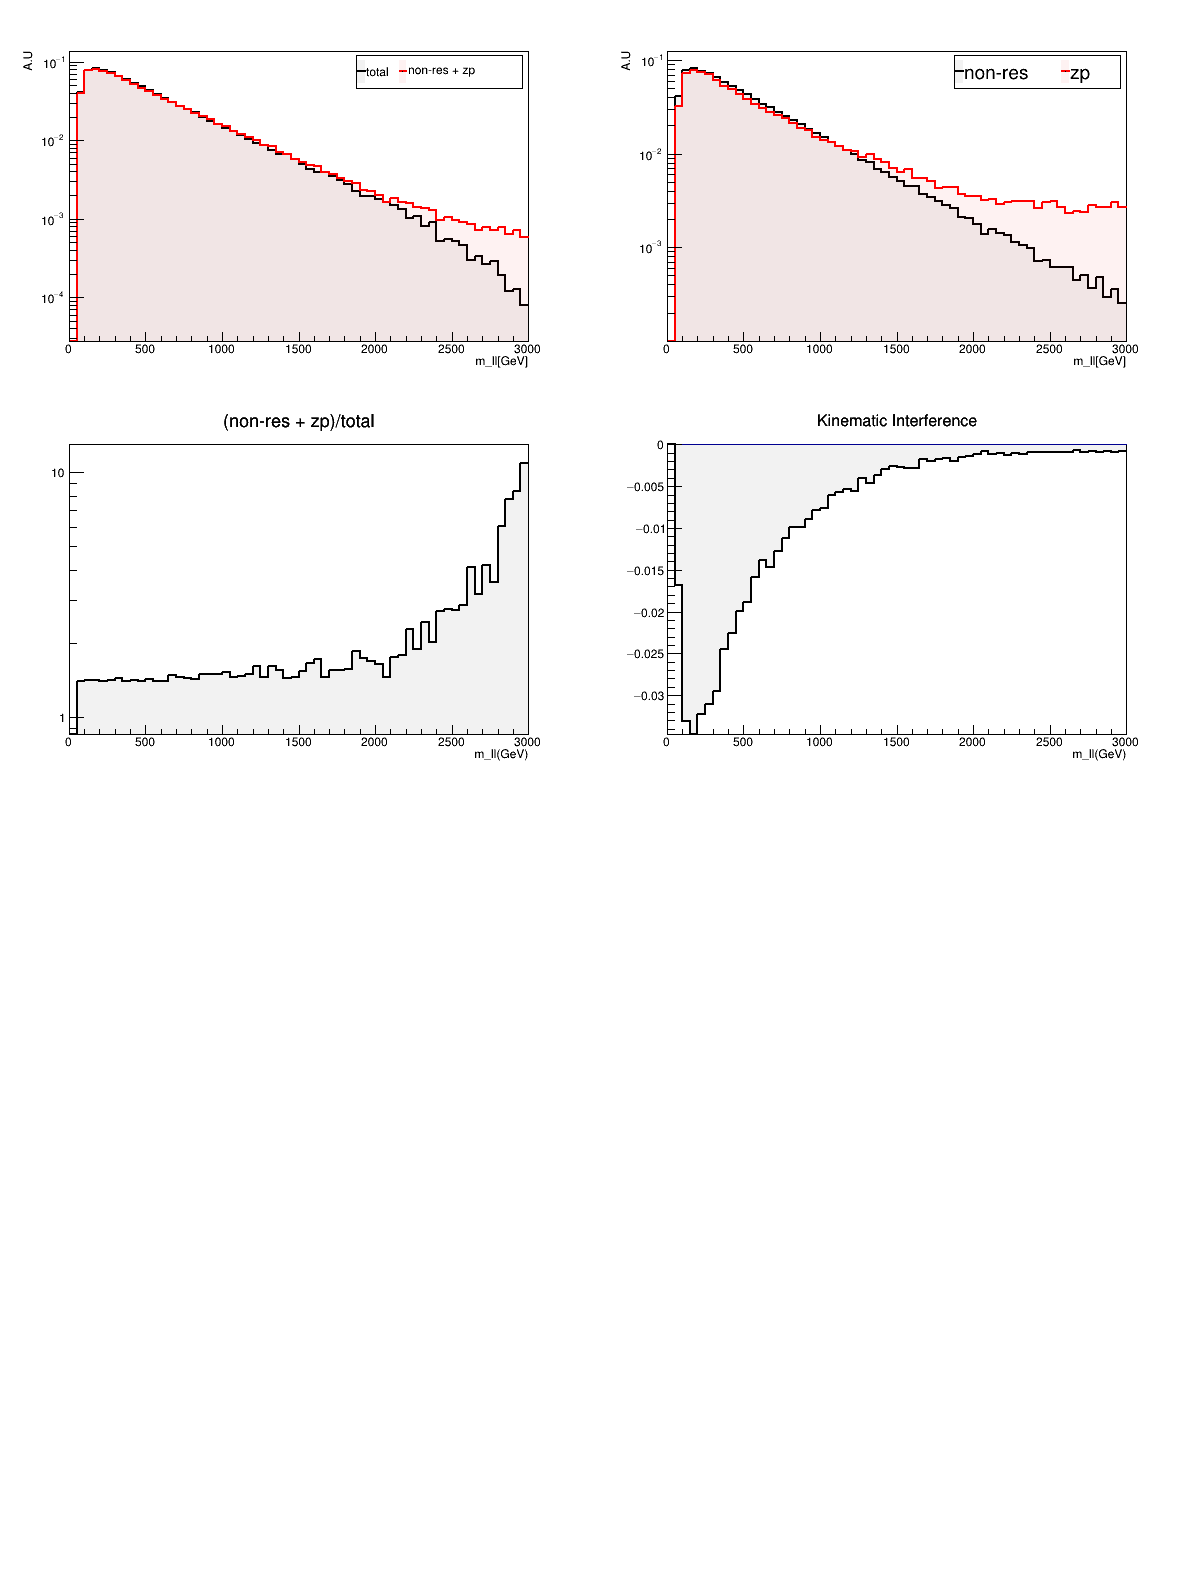 A.U
total non-res + zp
10⁻¹
10⁻²
10⁻³
10⁻⁴
0 500 1000 1500 2000 2500 3000
m_ll[GeV]
A.U
non-res zp
10⁻¹
10⁻²
10⁻³
0 500 1000 1500 2000 2500 3000
m_ll[GeV]
(non-res + zp)/total
10
1
0 500 1000 1500 2000 2500 3000
m_ll(GeV)
Kinematic Interference
0
−0.005
−0.01
−0.015
−0.02
−0.025
−0.03
0 500 1000 1500 2000 2500 3000
m_ll(GeV)